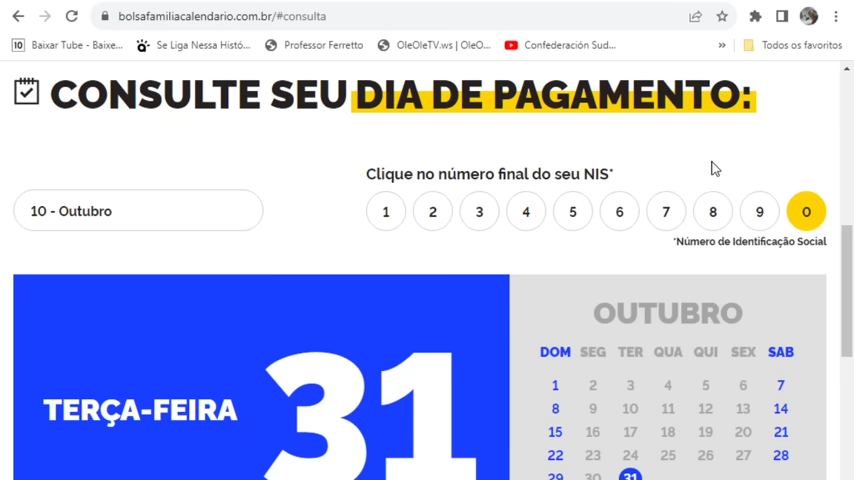 bolsafamiliacalendario.com.br/#consulta
10 Baixar Tube - Baixe... Se Liga Nessa Histó... Professor Ferretto OleOleTV.ws | OleO... Confederación Sud... » Todos os favoritos
CONSULTE SEU DIA DE PAGAMENTO:
Clique no número final do seu NIS*
10 - Outubro 1 2 3 4 5 6 7 8 9 0
*Número de Identificação Social
OUTUBRO
DOM SEG TER QUA QUI SEX SAB
1 2 3 4 5 6 7
8 9 10 11 12 13 14
15 16 17 18 19 20 21
22 23 24 25 26 27 28
29 30 31
TERÇA-FEIRA 31